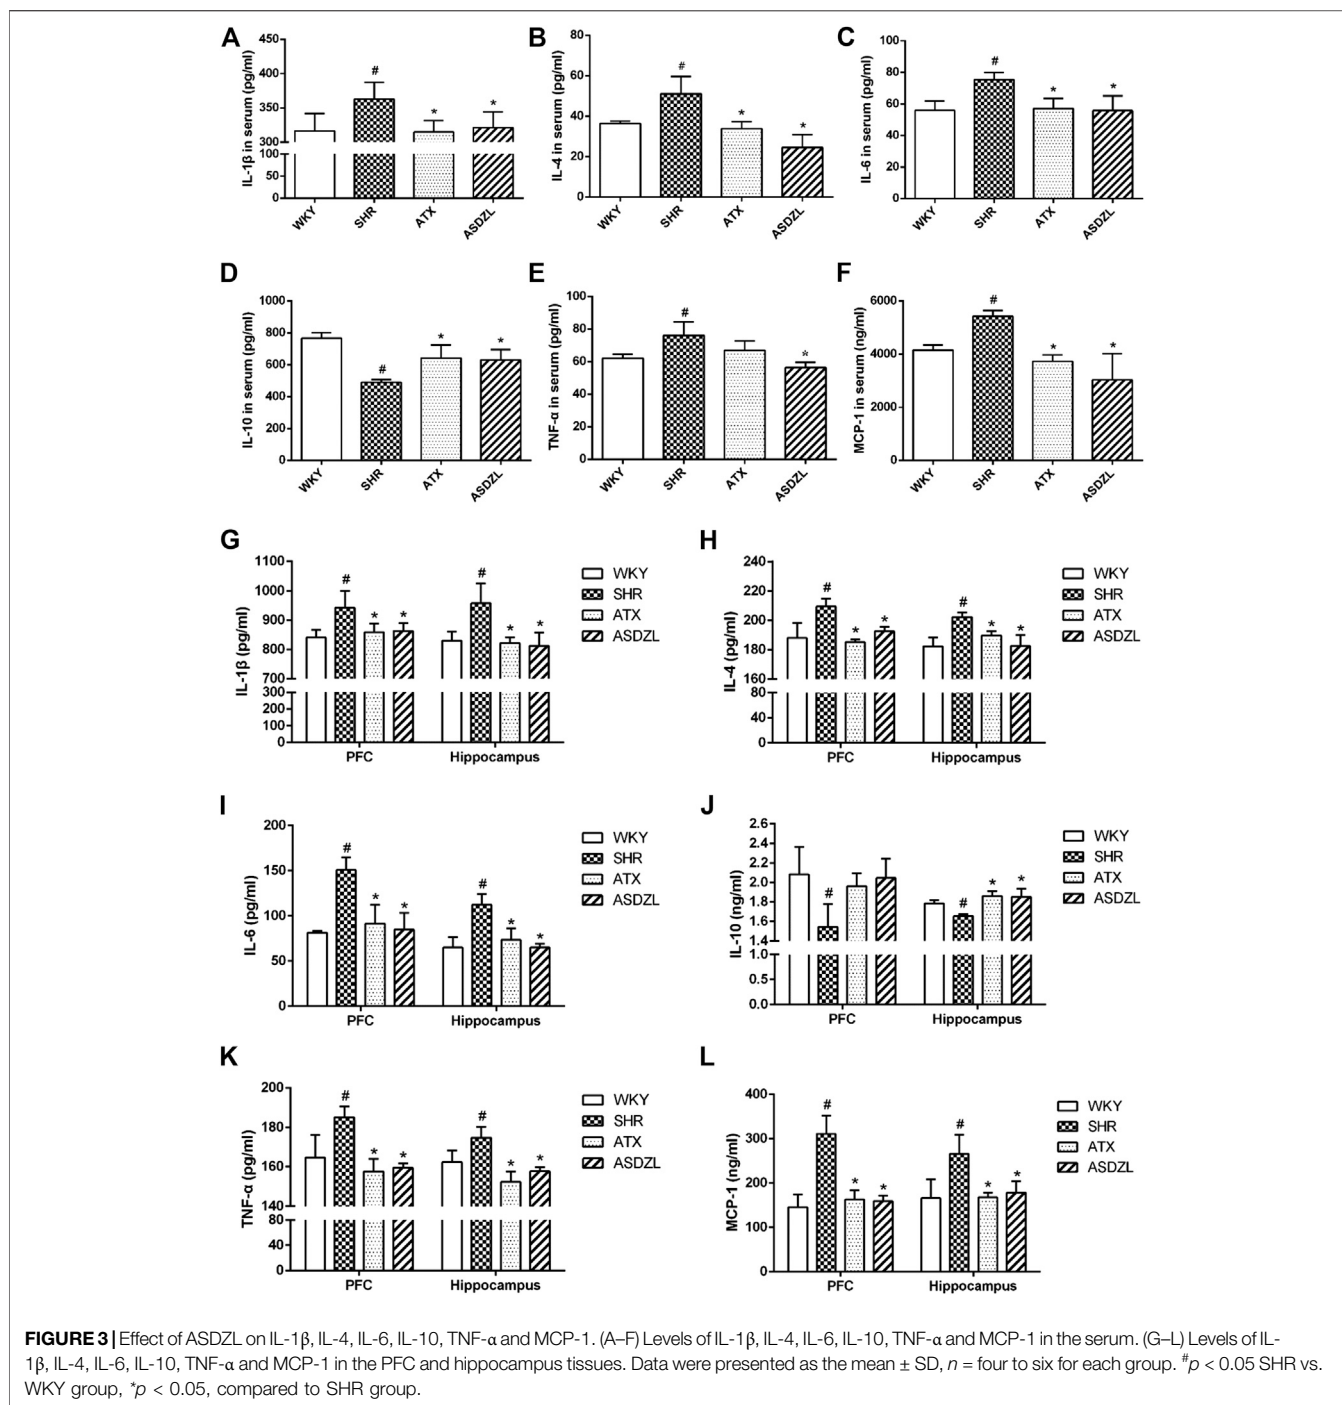 A
IL-1β in serum (pg/ml)
450
400
350
300
100
50
0
#
*
*
WKY
SHR
ATX
ASDZL
B
IL-4 in serum (pg/ml)
80
60
40
20
0
#
*
*
WKY
SHR
ATX
ASDZL
C
IL-6 in serum (pg/ml)
100
80
60
40
20
0
#
*
*
WKY
SHR
ATX
ASDZL
D
IL-10 in serum (pg/ml)
1000
800
600
400
200
0
#
*
*
WKY
SHR
ATX
ASDZL
E
TNF-α in serum (pg/ml)
100
80
60
40
20
0
#
*
WKY
SHR
ATX
ASDZL
F
MCP-1 in serum (ng/ml)
6000
4000
2000
0
#
*
*
WKY
SHR
ATX
ASDZL
G
IL-1β (pg/ml)
1100
1000
900
800
700
300
200
100
0
#
*
*
#
*
*
PFC
Hippocampus
WKY
SHR
ATX
ASDZL
H
IL-4 (pg/ml)
240
220
200
180
160
80
40
0
#
*
*
#
*
*
PFC
Hippocampus
WKY
SHR
ATX
ASDZL
I
IL-6 (pg/ml)
200
150
100
50
0
#
*
*
#
*
*
PFC
Hippocampus
WKY
SHR
ATX
ASDZL
J
IL-10 (ng/ml)
2.6
2.4
2.2
2.0
1.8
1.6
1.4
1.0
0.5
0.0
#
#
*
*
PFC
Hippocampus
WKY
SHR
ATX
ASDZL
K
TNF-α (pg/ml)
200
180
160
140
80
40
0
#
*
*
#
*
*
PFC
Hippocampus
WKY
SHR
ATX
ASDZL
L
MCP-1 (ng/ml)
400
300
200
100
0
#
*
*
#
*
*
PFC
Hippocampus
WKY
SHR
ATX
ASDZL
FIGURE 3 | Effect of ASDZL on IL-1β, IL-4, IL-6, IL-10, TNF-α and MCP-1. (A–F) Levels of IL-1β, IL-4, IL-6, IL-10, TNF-α and MCP-1 in the serum. (G–L) Levels of IL-
1β, IL-4, IL-6, IL-10, TNF-α and MCP-1 in the PFC and hippocampus tissues. Data were presented as the mean ± SD, n = four to six for each group. #p < 0.05 SHR vs.
WKY group, *p < 0.05, compared to SHR group.